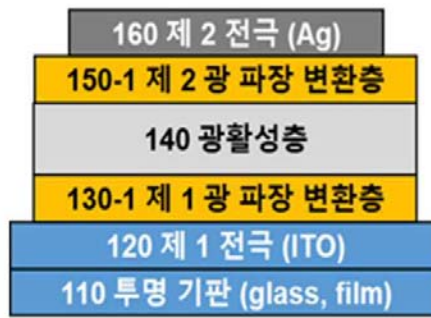 160 제 2 전극 (Ag)
150-1 제 2 광 파장 변환층
140 광활성층
130-1 제 1 광 파장 변환층
120 제 1 전극 (ITO)
110 투명 기판 (glass, film)